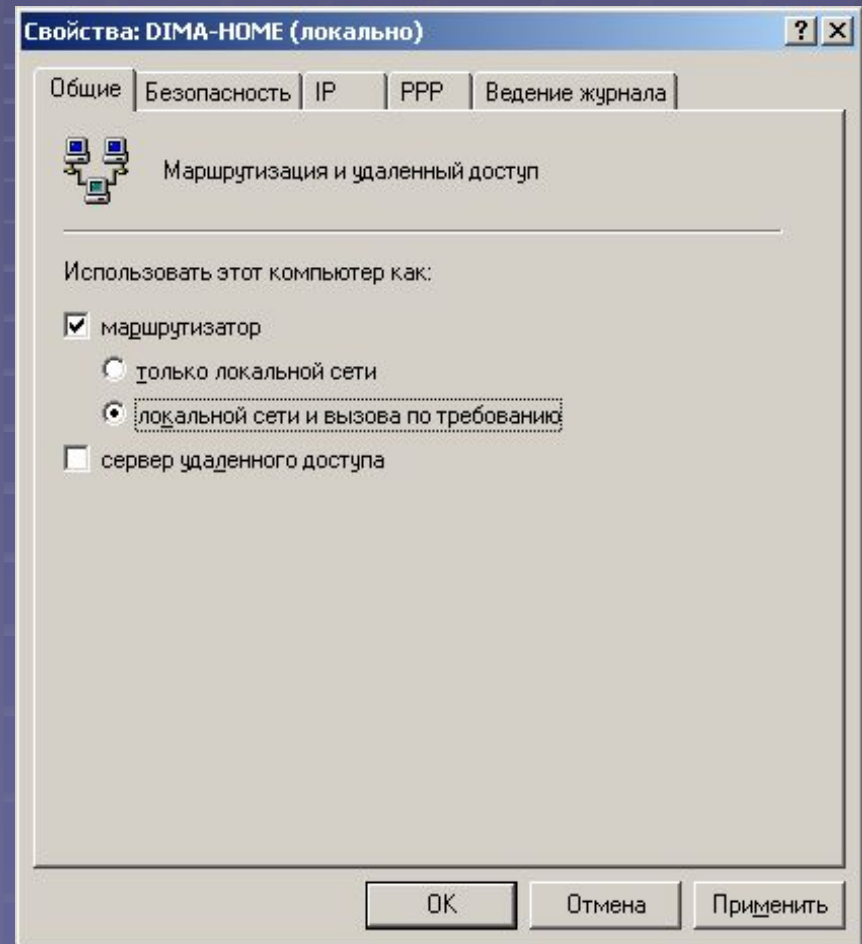 Свойства: DIMA-HOME (локально)
Общие Безопасность IP PPP Ведение журнала
Маршрутизация и удаленный доступ
Использовать этот компьютер как:
маршрутизатор
только локальной сети
локальной сети и вызова по требованию
сервер удаленного доступа
OK Отмена Применить